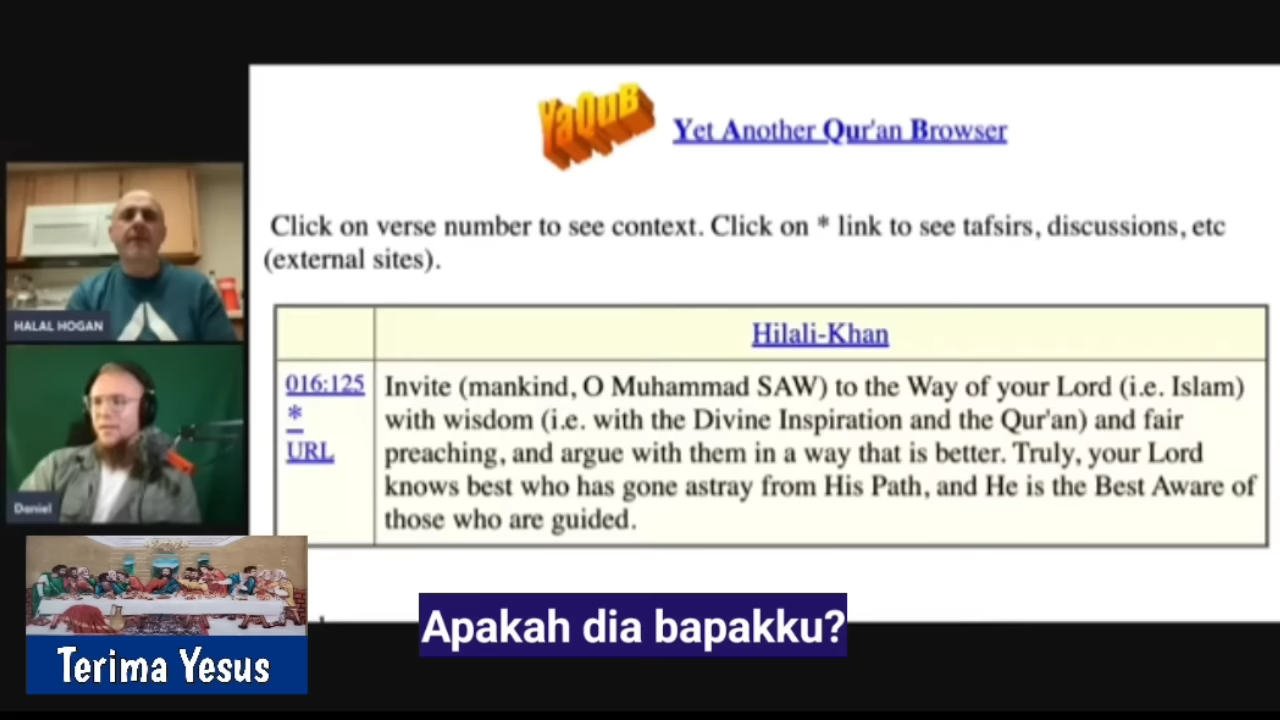 YaQuB
Yet Another Qur'an Browser
Click on verse number to see context. Click on * link to see tafsirs, discussions, etc
(external sites).
HALAL HOGAN
Hilali-Khan
016:125
*
URL
Invite (mankind, O Muhammad SAW) to the Way of your Lord (i.e. Islam)
with wisdom (i.e. with the Divine Inspiration and the Qur'an) and fair
preaching, and argue with them in a way that is better. Truly, your Lord
knows best who has gone astray from His Path, and He is the Best Aware of
those who are guided.
Daniel
Apakah dia bapakku?
Terima Yesus